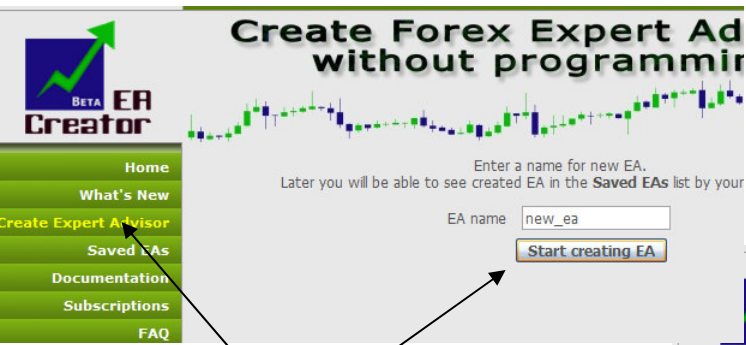 Create Forex Expert Ad
without programmin
BETA EA
Creator
Home
What's New
Create Expert Advisor
Saved EAs
Documentation
Subscriptions
FAQ
Enter a name for new EA.
Later you will be able to see created EA in the Saved EAs list by your
EA name new_ea
Start creating EA